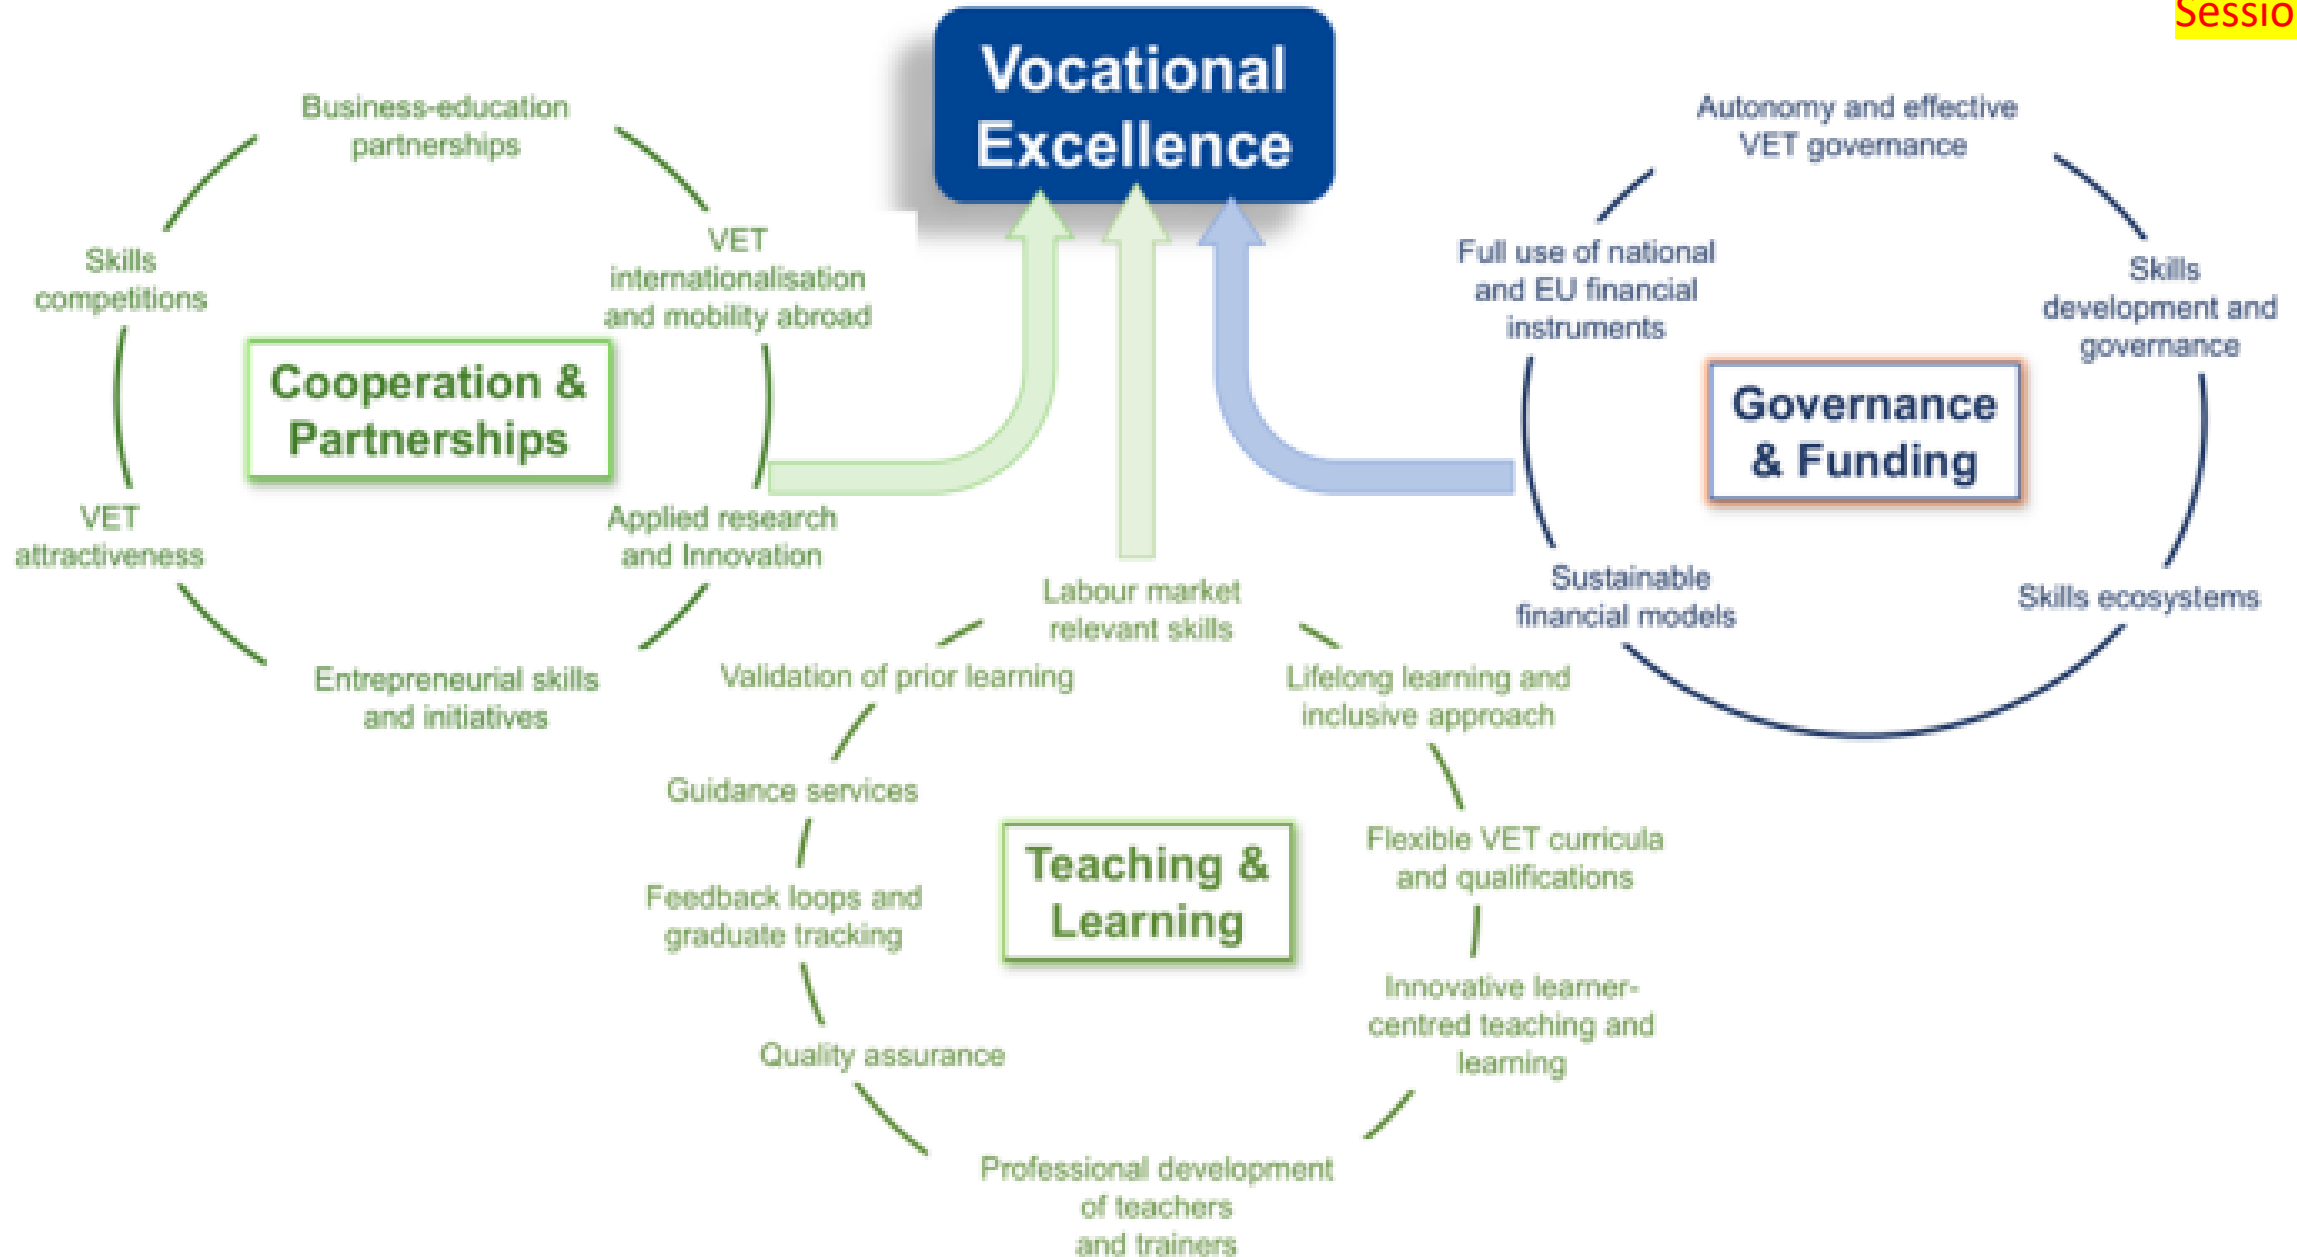 Sessio
Vocational
Excellence
Business-education
partnerships
VET
internationalisation
and mobility abroad
Skills
competitions
Cooperation &
Partnerships
VET
attractiveness
Applied research
and Innovation
Entrepreneurial skills
and initiatives
Autonomy and effective
VET governance
Full use of national
and EU financial
instruments
Skills
development and
governance
Governance
& Funding
Sustainable
financial models
Skills ecosystems
Labour market
relevant skills
Validation of prior learning
Lifelong learning and
inclusive approach
Guidance services
Flexible VET curricula
and qualifications
Teaching &
Learning
Feedback loops and
graduate tracking
Innovative learner-
centred teaching and
learning
Quality assurance
Professional development
of teachers
and trainers